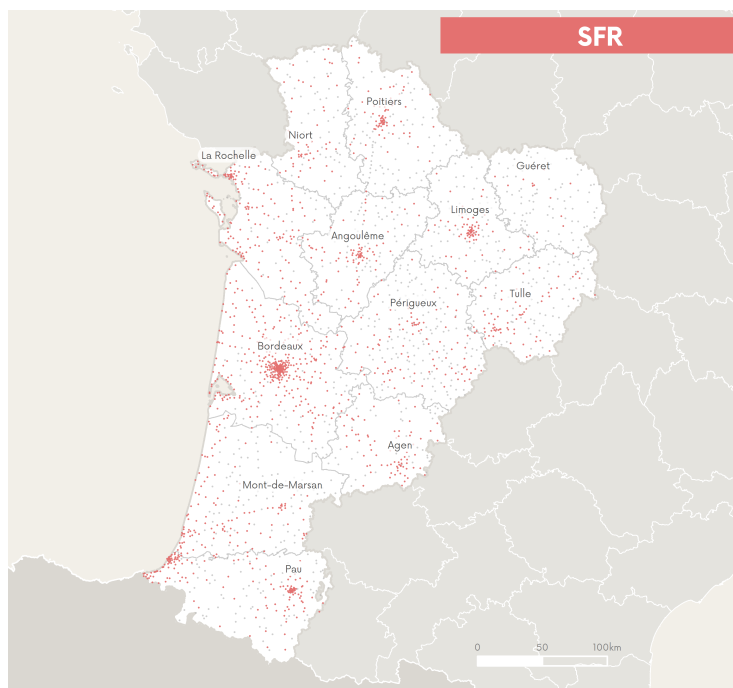 SFR
Poitiers
Niort
La Rochelle
Guéret
Limoges
Angoulême
Tulle
Périgueux
Bordeaux
Agen
Mont-de-Marsan
Pau
0 50 100km